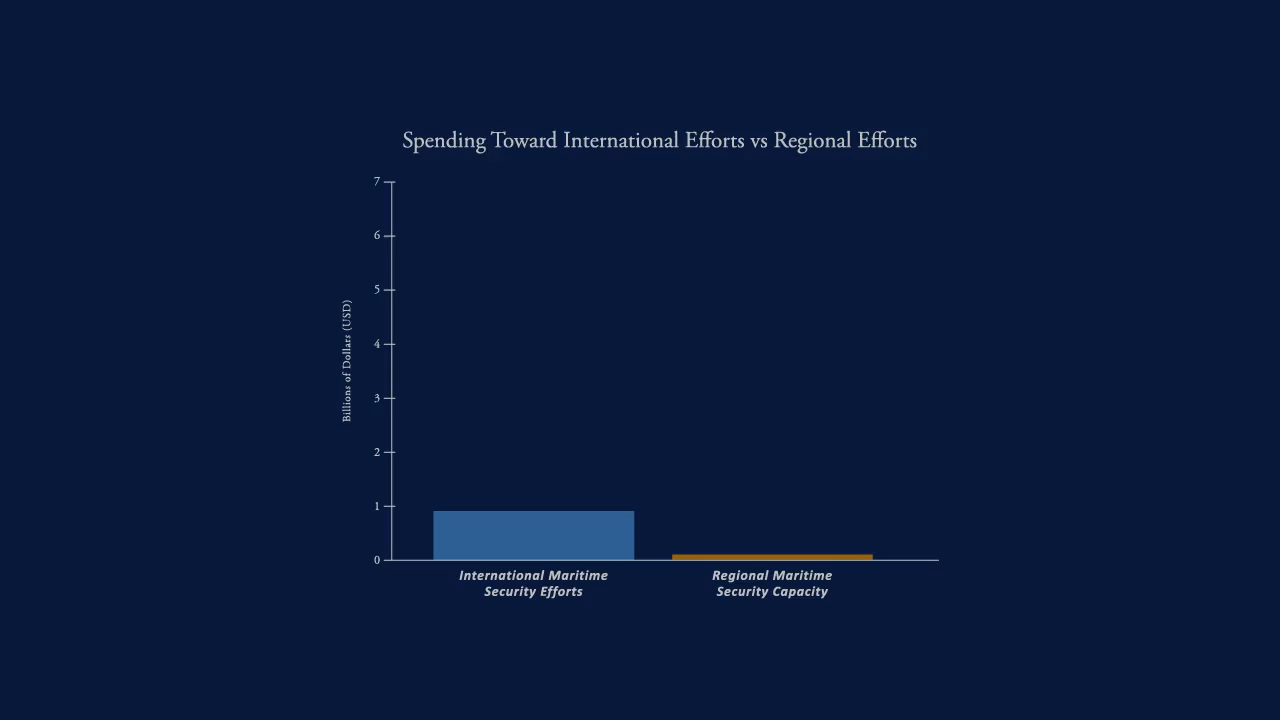 Spending Toward International Efforts vs Regional Efforts
7
6
5
4
3
2
1
0
Billions of Dollars (USD)
International Maritime
Security Efforts
Regional Maritime
Security Capacity